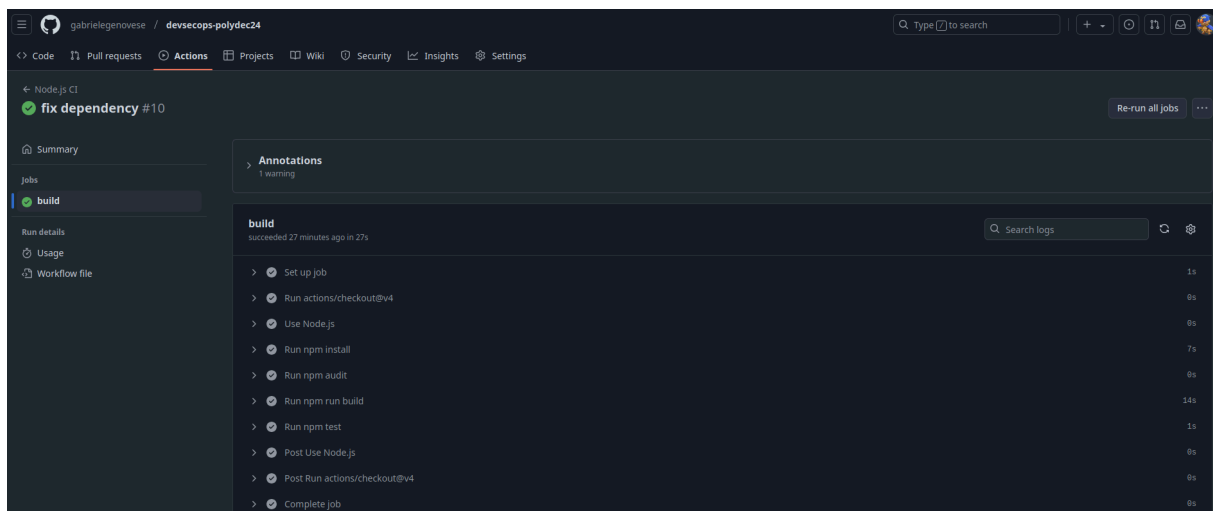 gabrielegenovese / devsecops-polydec24
Type / to search
Code Pull requests Actions Projects Wiki Security Insights Settings
← Node.js CI
fix dependency #10
Re-run all jobs
Summary
Jobs
build
Run details
Usage
Workflow file
Annotations
1 warning
build
succeeded 27 minutes ago in 27s
Search logs
Set up job 1s
Run actions/checkout@v4 0s
Use Node.js 0s
Run npm install 7s
Run npm audit 0s
Run npm run build 14s
Run npm test 1s
Post Use Node.js 0s
Post Run actions/checkout@v4 0s
Complete job 0s